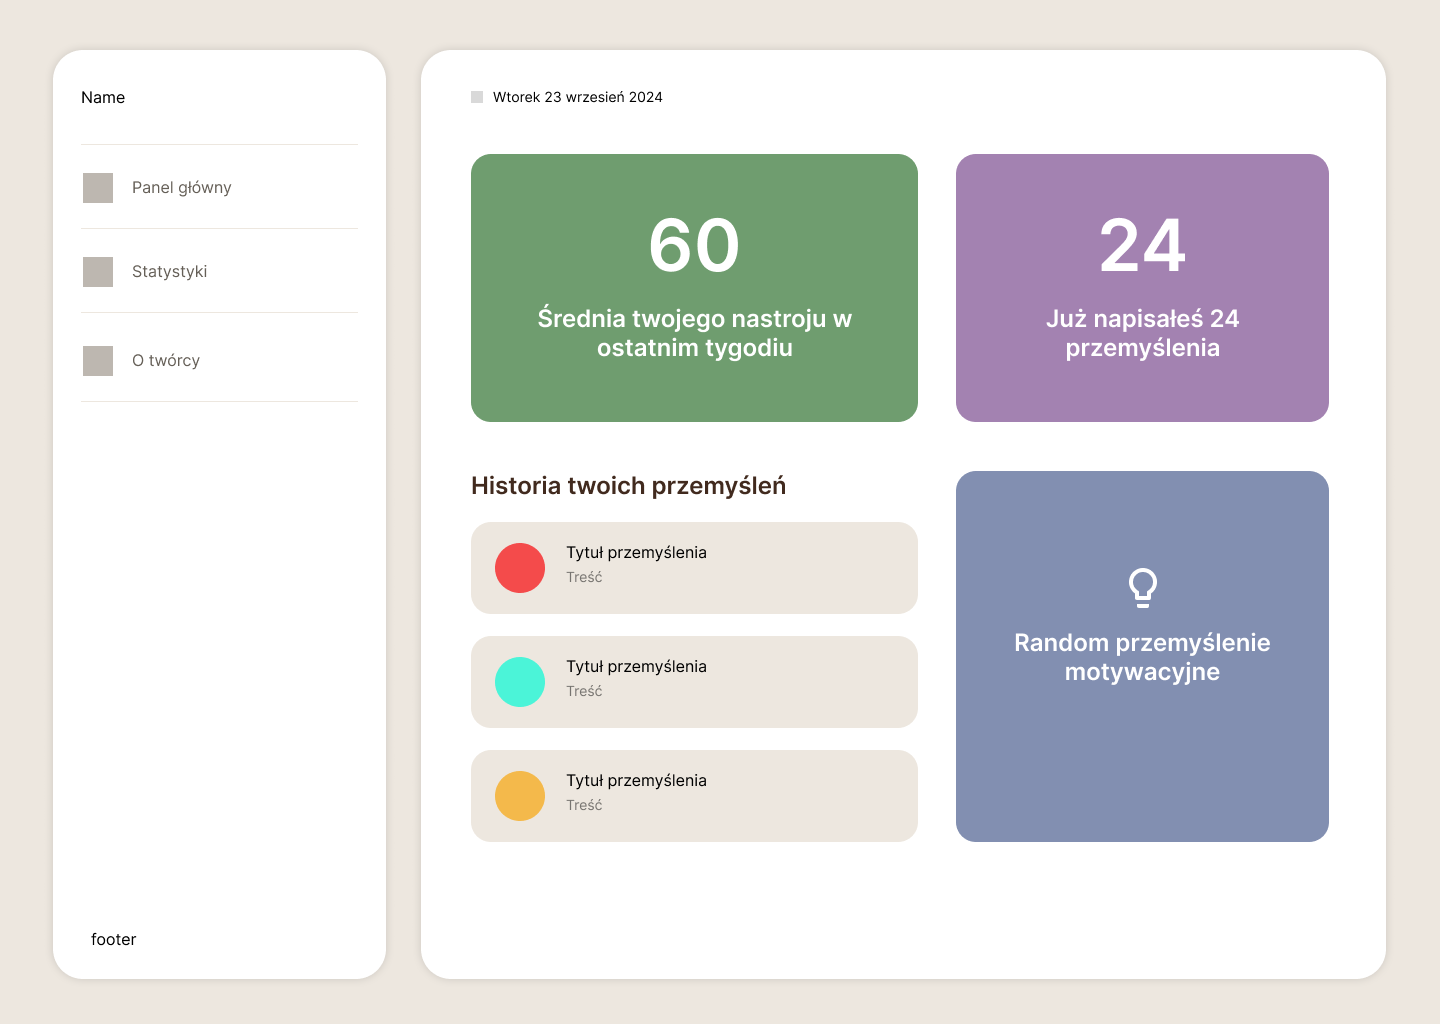 Name
Panel główny
Statystyki
O twórcy
footer
Wtorek 23 wrzesień 2024
60
Średnia twojego nastroju w
ostatnim tygodiu
24
Już napisałeś 24
przemyślenia
Historia twoich przemyśleń
Tytuł przemyślenia
Treść
Tytuł przemyślenia
Treść
Tytuł przemyślenia
Treść
Random przemyślenie
motywacyjne